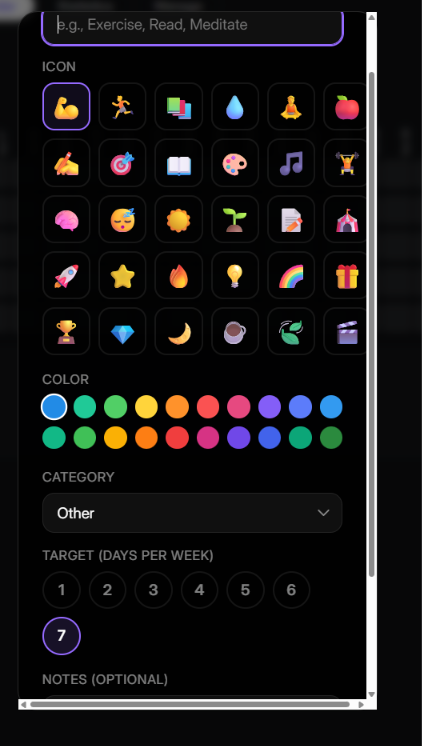 e.g., Exercise, Read, Meditate
ICON
COLOR
CATEGORY
Other
TARGET (DAYS PER WEEK)
1 2 3 4 5 6
7
NOTES (OPTIONAL)